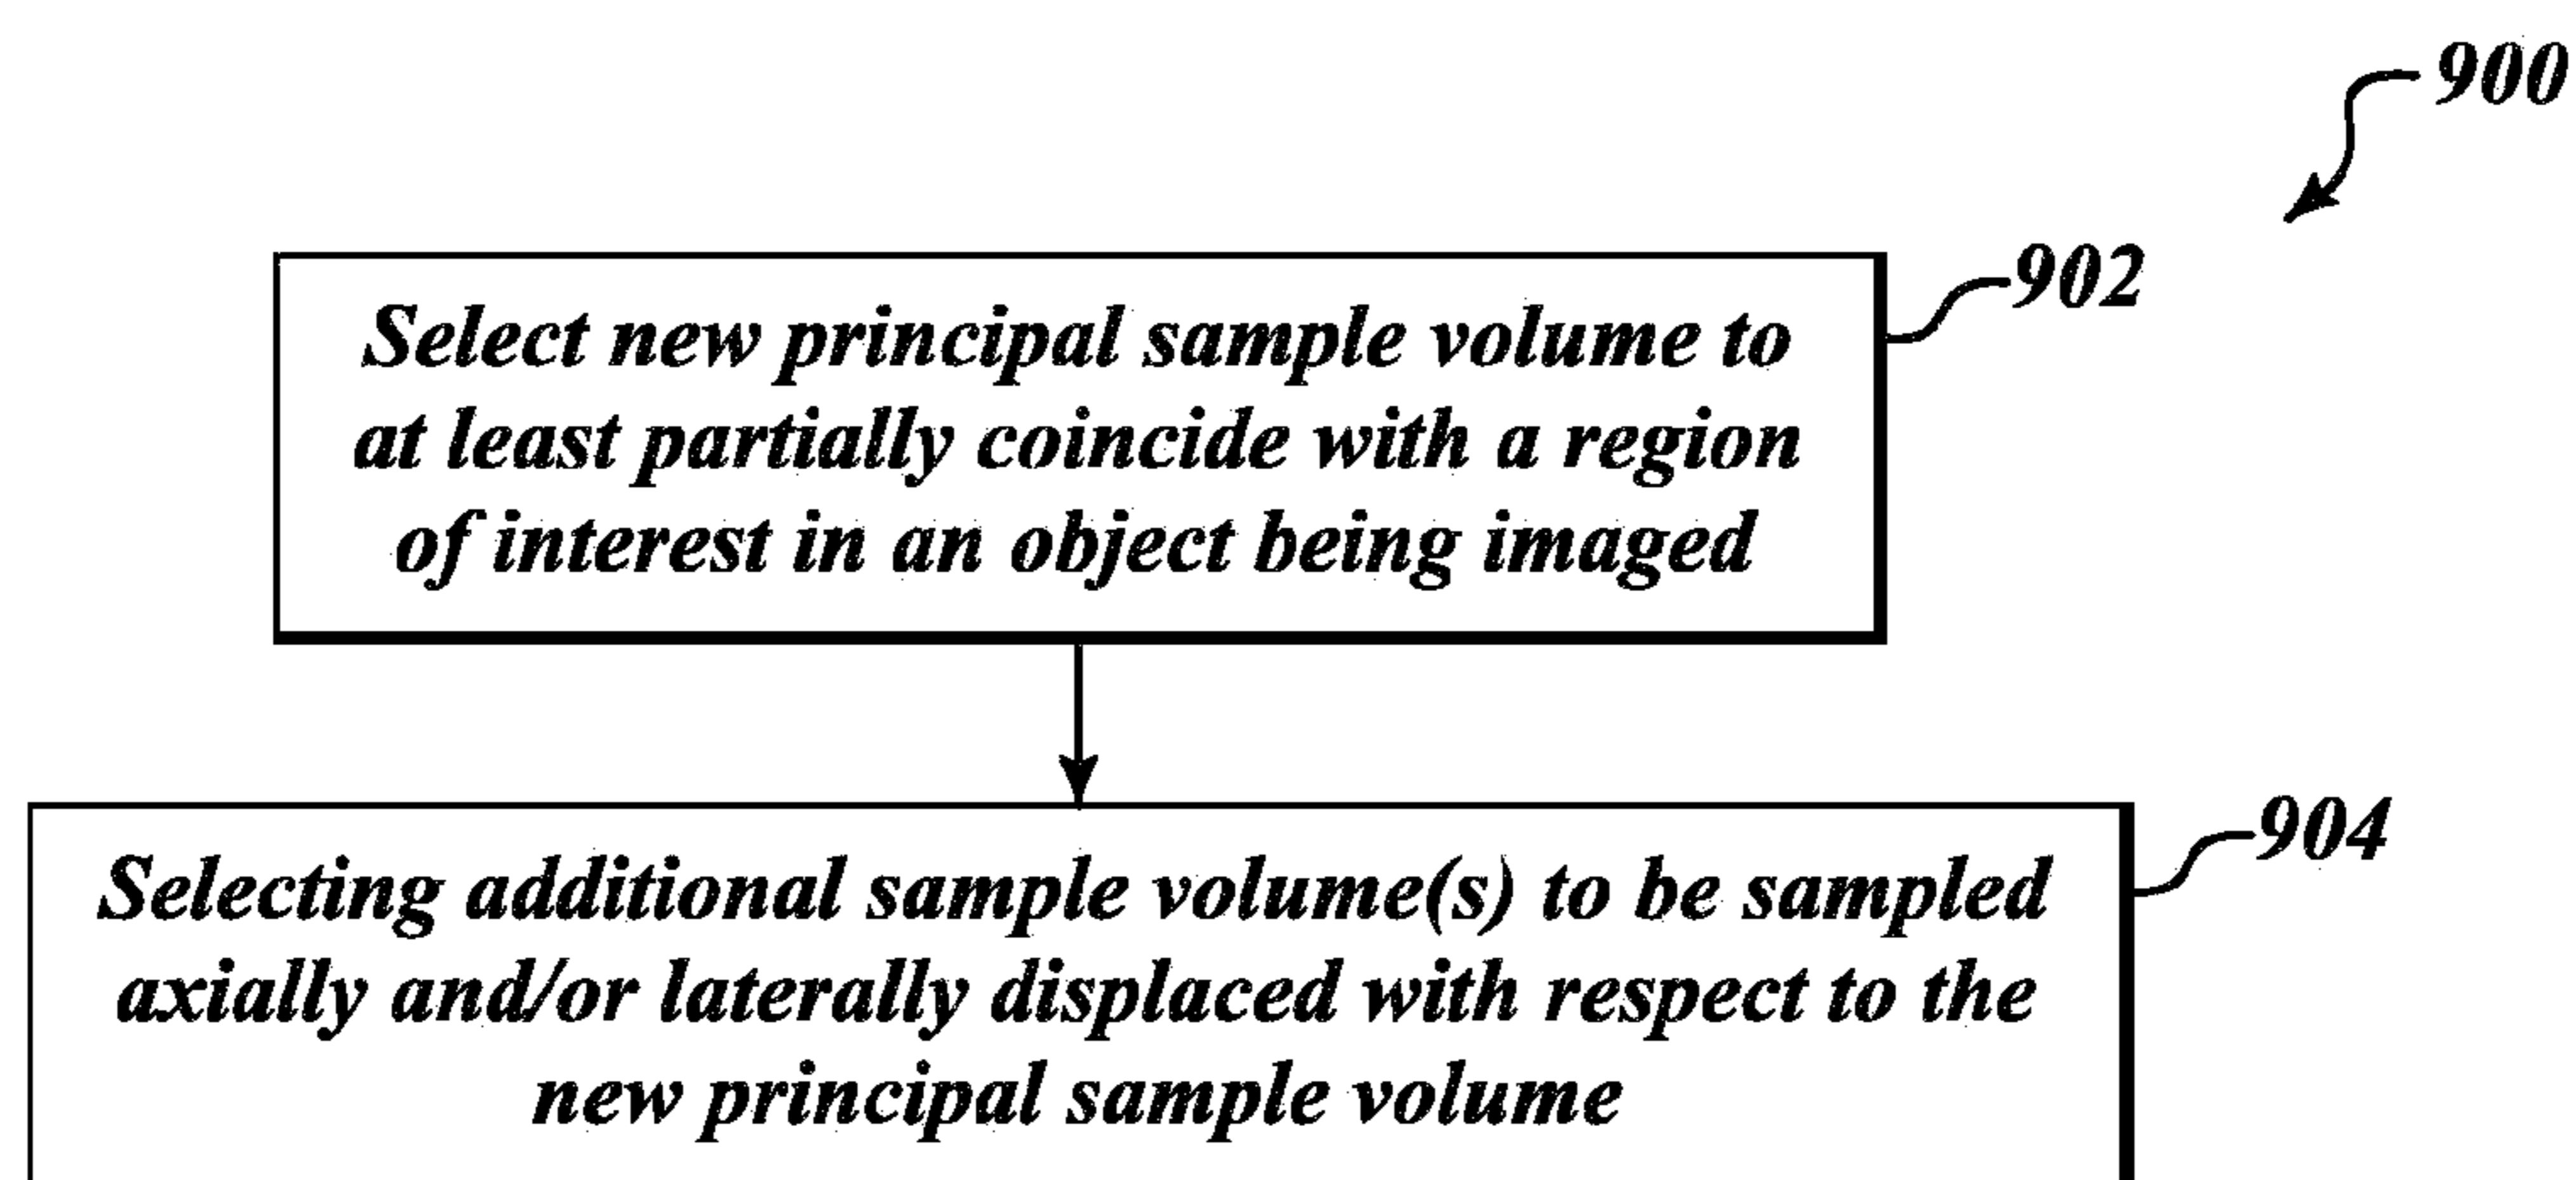 900
902
Select new principal sample volume to
at least partially coincide with a region
of interest in an object being imaged
904
Selecting additional sample volume(s) to be sampled
axially and/or laterally displaced with respect to the
new principal sample volume